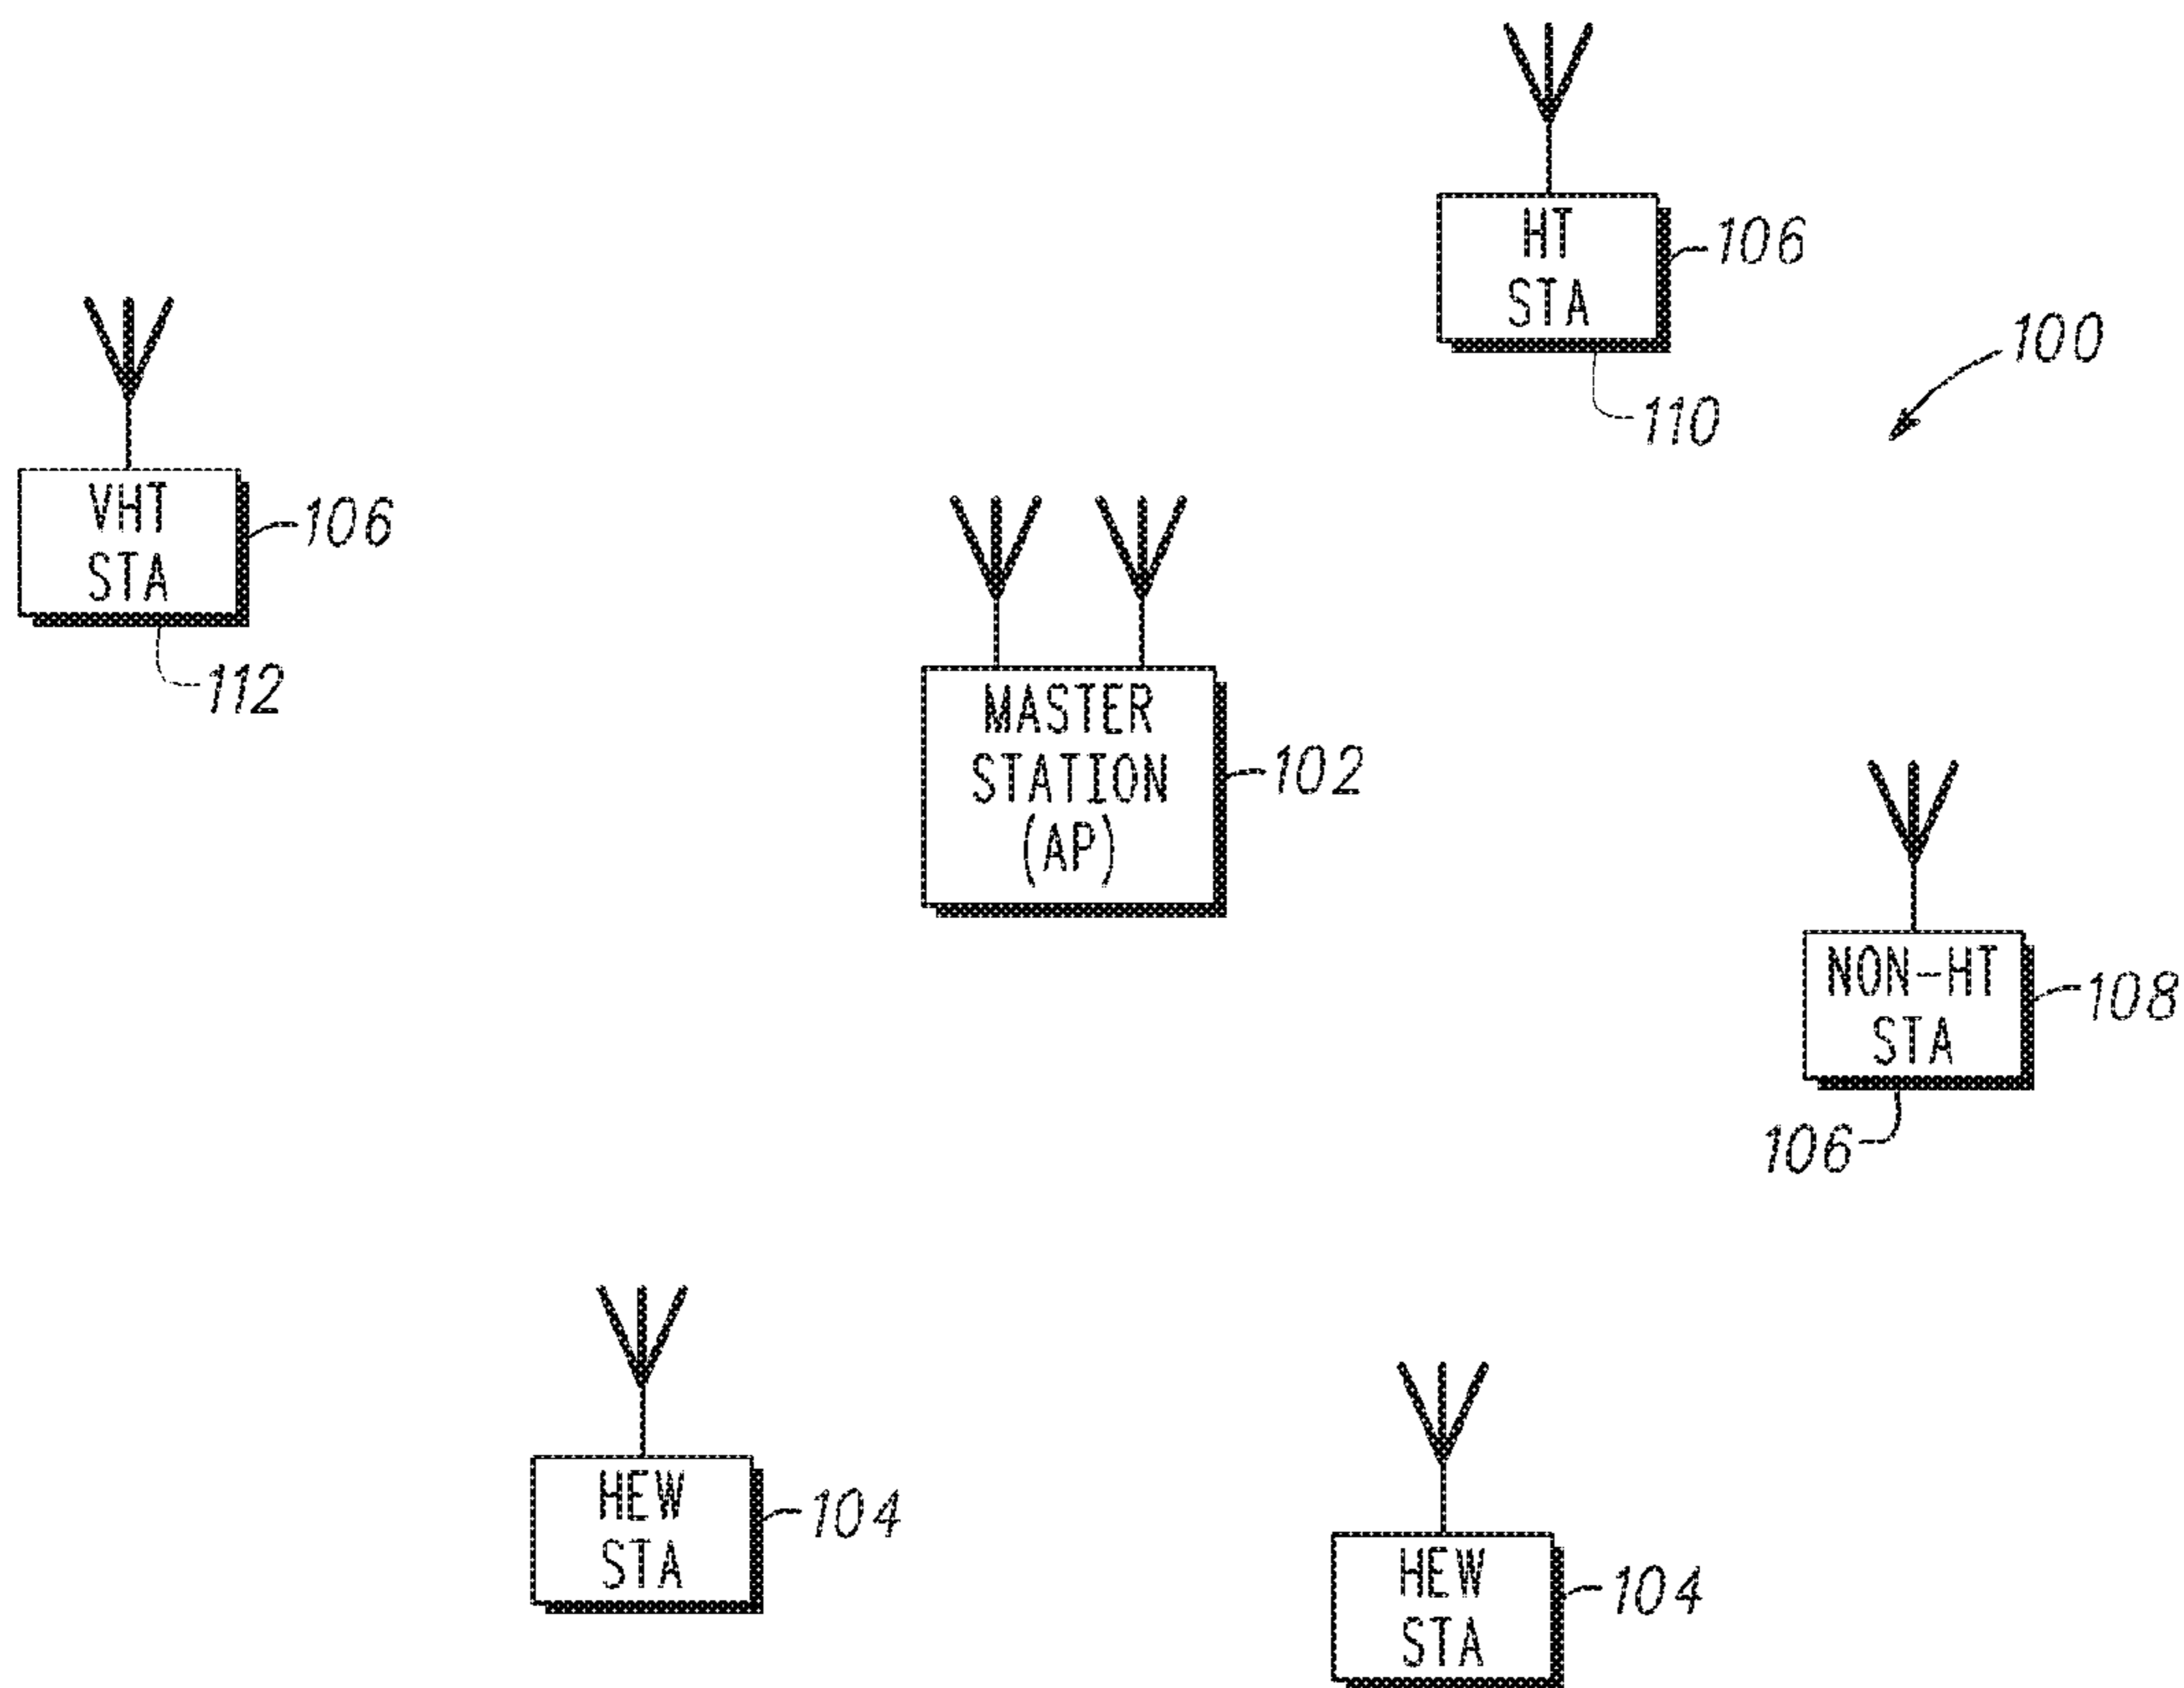 HT
STA
106
110
100
VHT
STA
106
112
MASTER
STATION
(AP)
102
NON-HT
STA
108
106
HEW
STA
104
HEW
STA
104